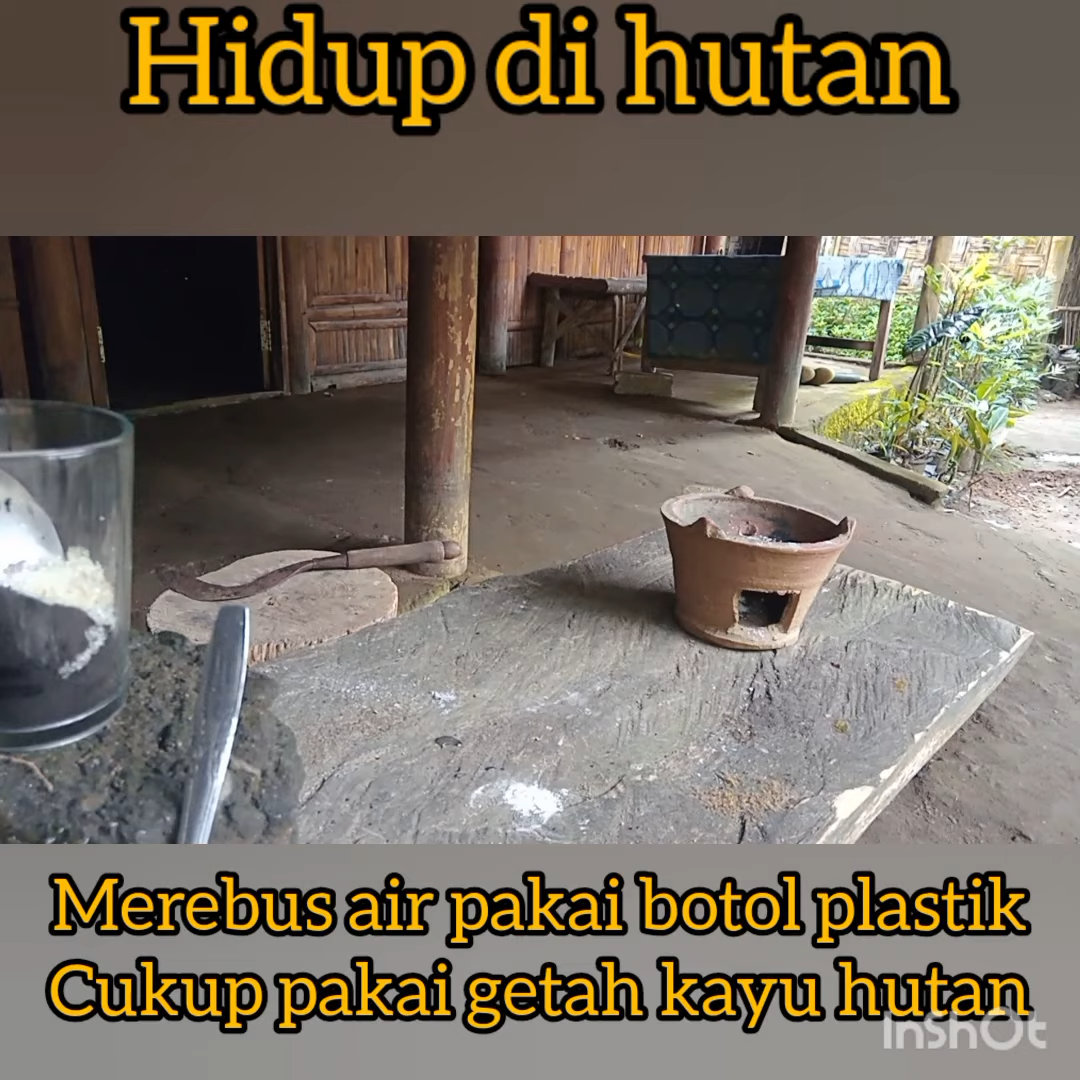 Hidup di hutan
Merebus air pakai botol plastik
Cukup pakai getah kayu hutan
InShOt